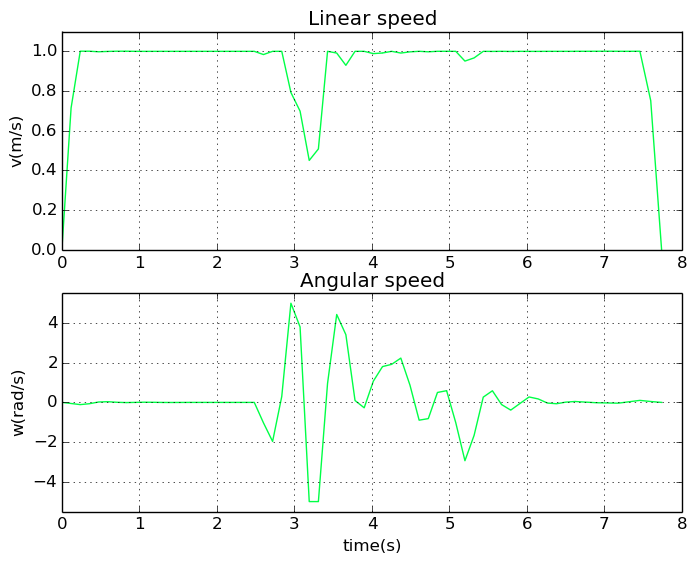 Linear speed
1.0
0.8
0.6
0.4
0.2
0.0
v(m/s)
0 1 2 3 4 5 6 7 8
Angular speed
4
2
0
−2
−4
w(rad/s)
0 1 2 3 4 5 6 7 8
time(s)